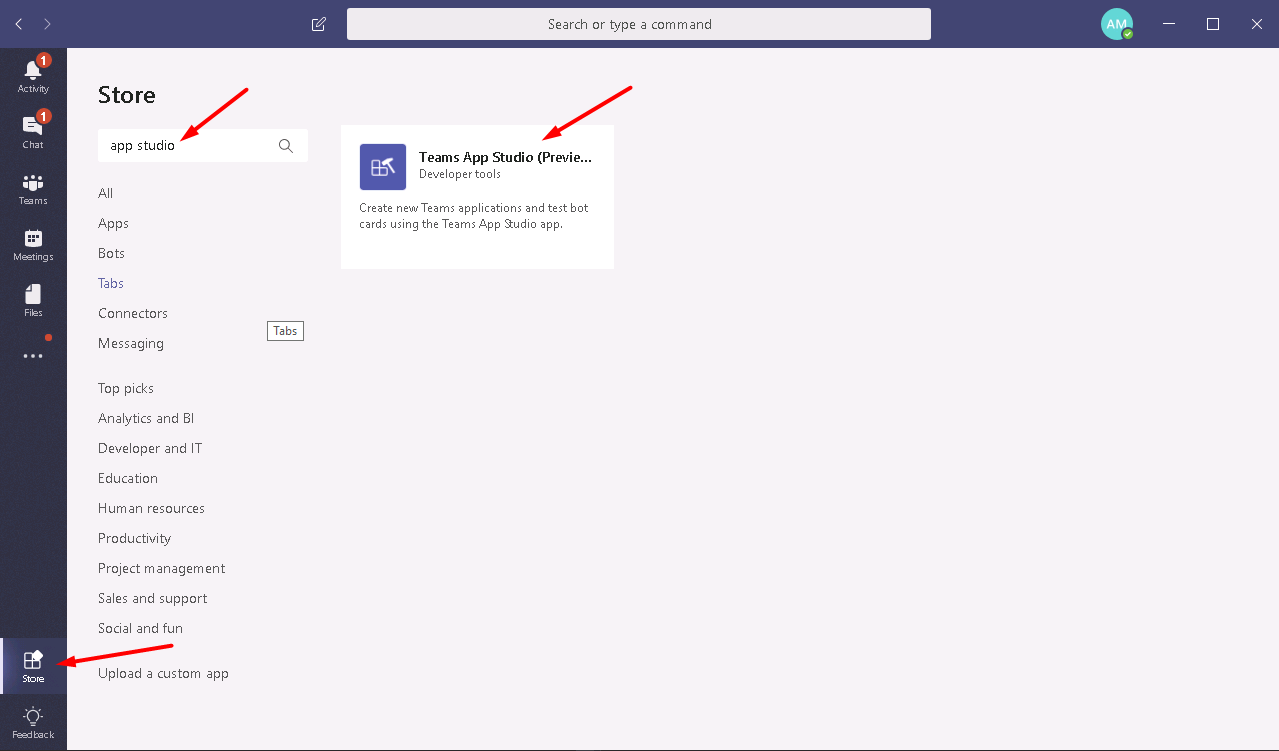 Search or type a command
AM
1
Activity
1
Chat
Teams
Meetings
Files
Store
Feedback
Store
app studio
All
Apps
Bots
Tabs
Connectors
Tabs
Messaging
Top picks
Analytics and BI
Developer and IT
Education
Human resources
Productivity
Project management
Sales and support
Social and fun
Upload a custom app
Teams App Studio (Previe...
Developer tools
Create new Teams applications and test bot
cards using the Teams App Studio app.